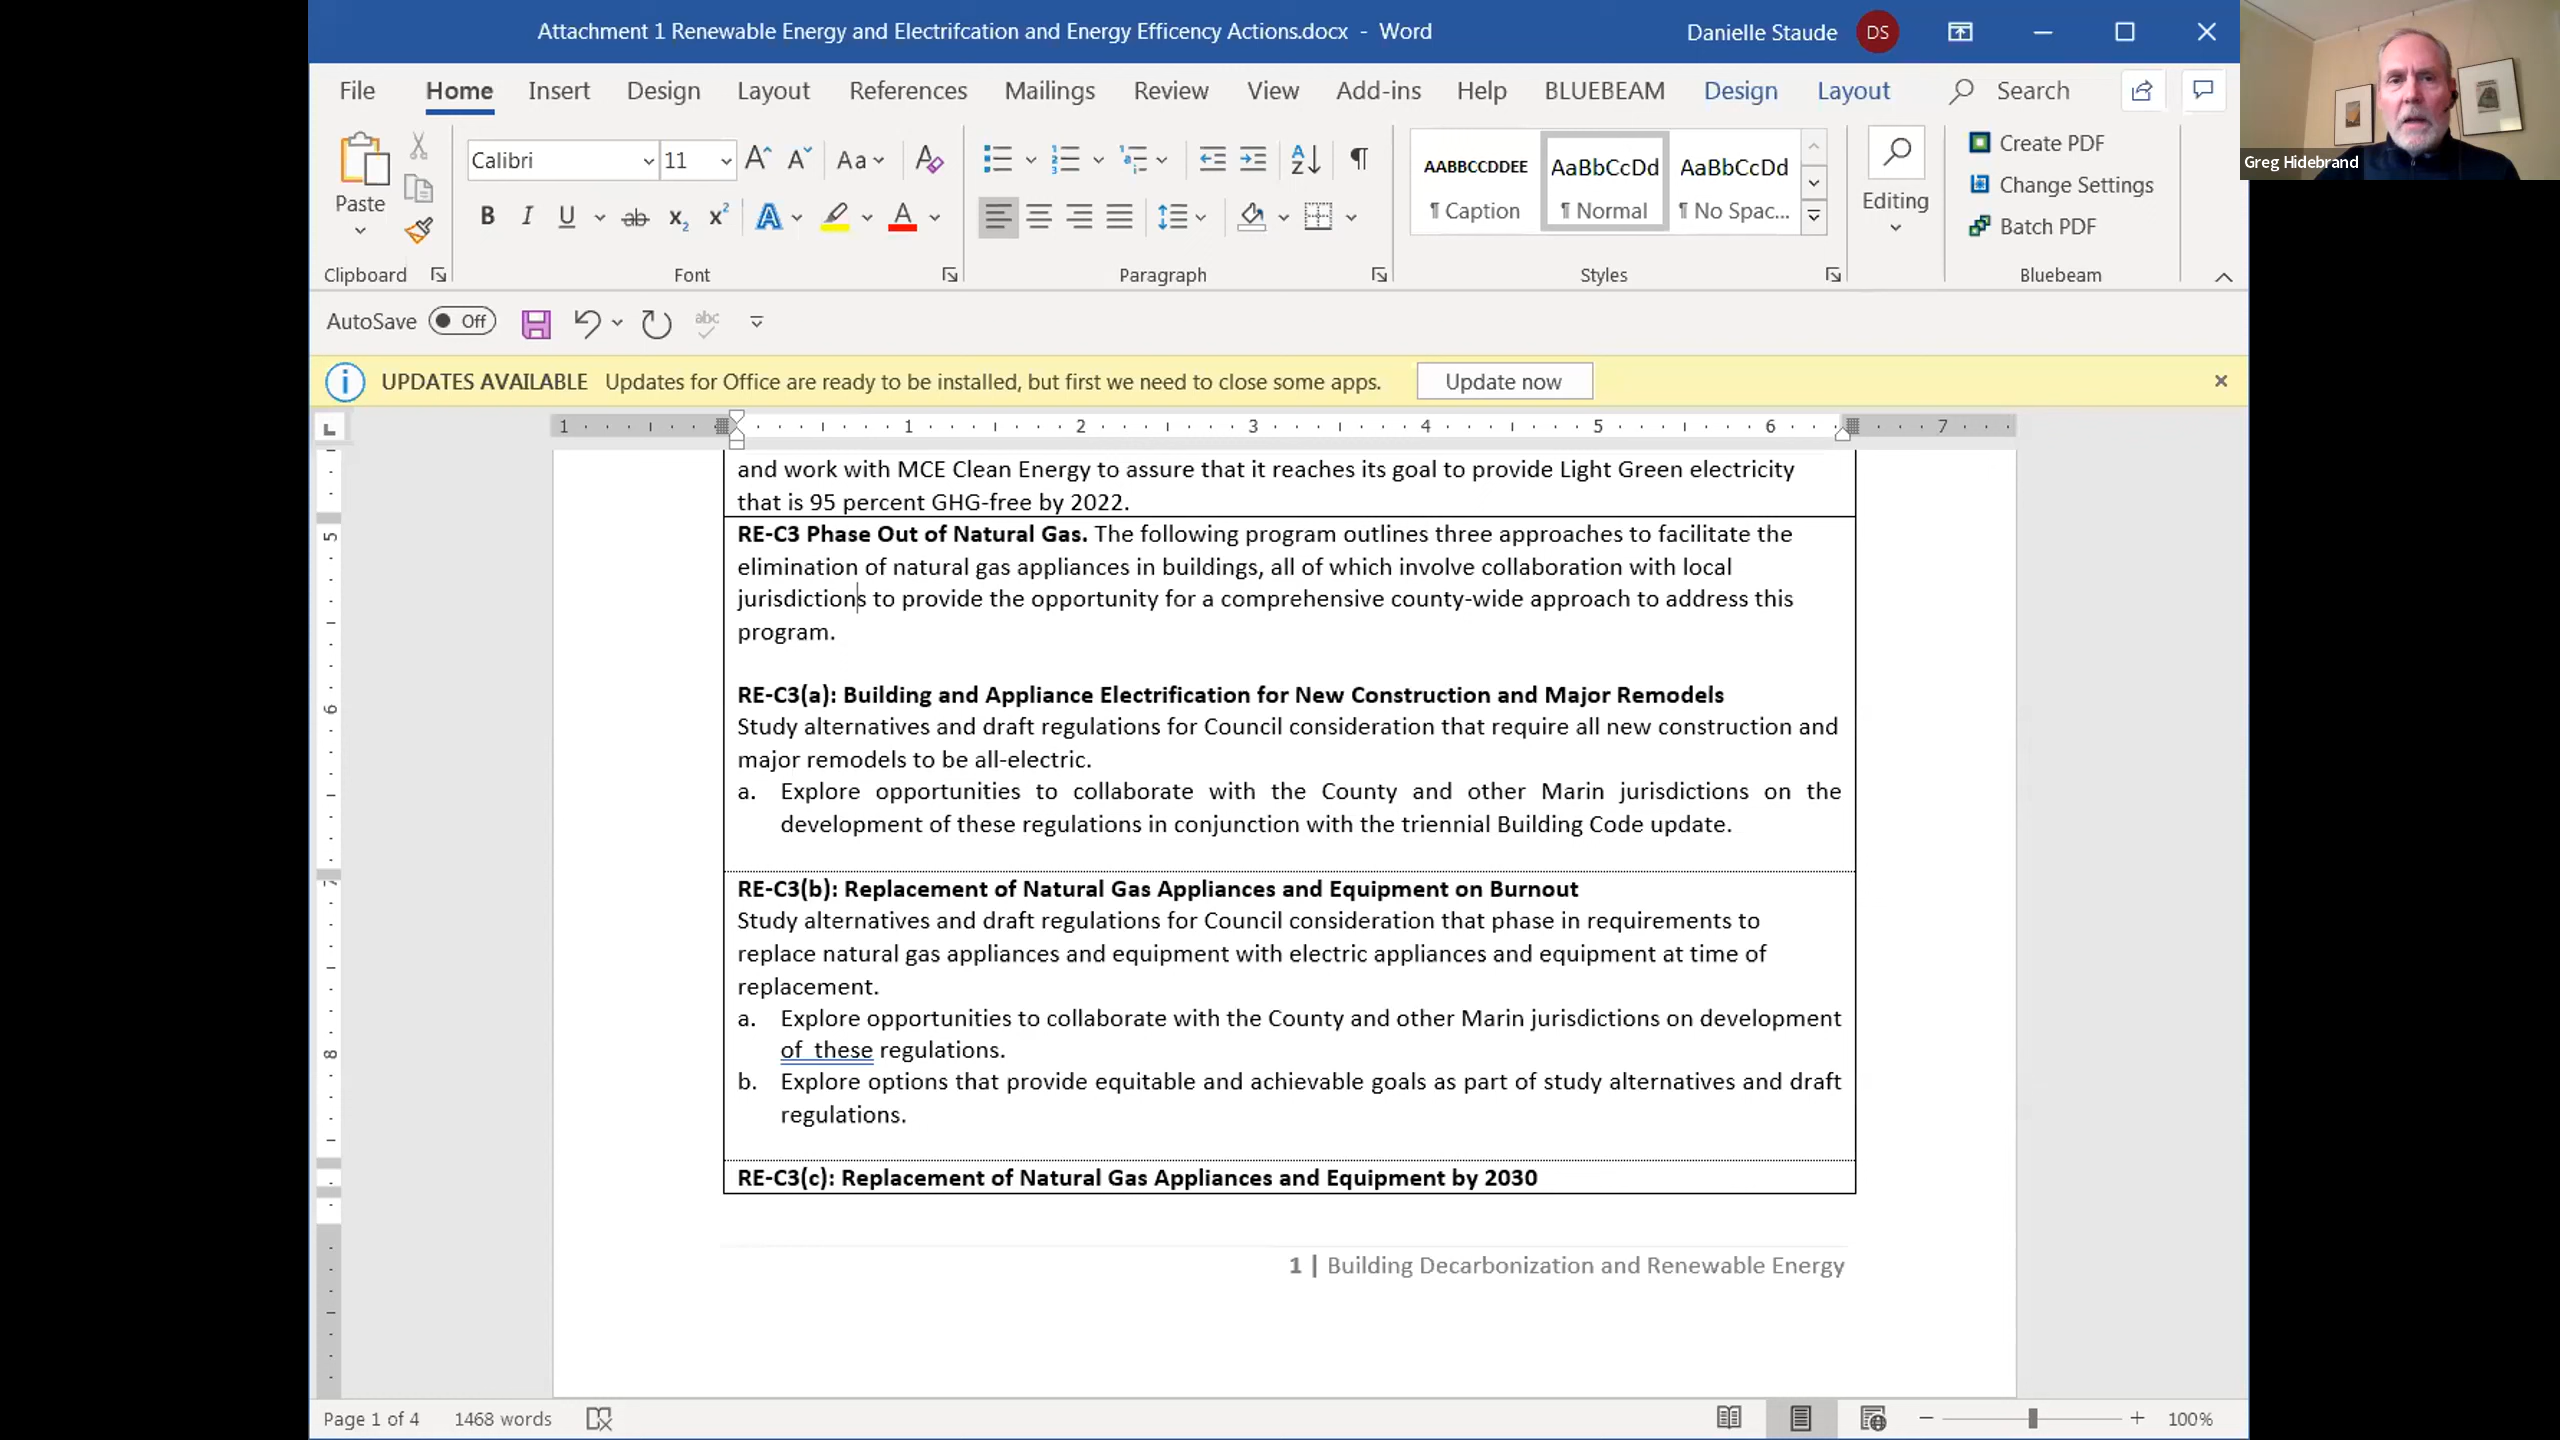 Attachment 1 Renewable Energy and Electrifcation and Energy Efficency Actions.docx - Word
Danielle Staude DS
File Home Insert Design Layout References Mailings Review View Add-ins Help BLUEBEAM Design Layout Search
Greg Hidebrand
Paste
Clipboard
Calibri 11
Font
Paragraph
AABBCCDDEE AaBbCcDd AaBbCcDd
¶ Caption ¶ Normal ¶ No Spac...
Styles
Editing
Create PDF
Change Settings
Batch PDF
Bluebeam
AutoSave Off
UPDATES AVAILABLE Updates for Office are ready to be installed, but first we need to close some apps. Update now
1 1 2 3 4 5 6 7
and work with MCE Clean Energy to assure that it reaches its goal to provide Light Green electricity
that is 95 percent GHG-free by 2022.
RE-C3 Phase Out of Natural Gas. The following program outlines three approaches to facilitate the
elimination of natural gas appliances in buildings, all of which involve collaboration with local
jurisdictions to provide the opportunity for a comprehensive county-wide approach to address this
program.
RE-C3(a): Building and Appliance Electrification for New Construction and Major Remodels
Study alternatives and draft regulations for Council consideration that require all new construction and
major remodels to be all-electric.
a. Explore opportunities to collaborate with the County and other Marin jurisdictions on the
development of these regulations in conjunction with the triennial Building Code update.
RE-C3(b): Replacement of Natural Gas Appliances and Equipment on Burnout
Study alternatives and draft regulations for Council consideration that phase in requirements to
replace natural gas appliances and equipment with electric appliances and equipment at time of
replacement.
a. Explore opportunities to collaborate with the County and other Marin jurisdictions on development
of these regulations.
b. Explore options that provide equitable and achievable goals as part of study alternatives and draft
regulations.
RE-C3(c): Replacement of Natural Gas Appliances and Equipment by 2030
1 | Building Decarbonization and Renewable Energy
Page 1 of 4 1468 words
100%